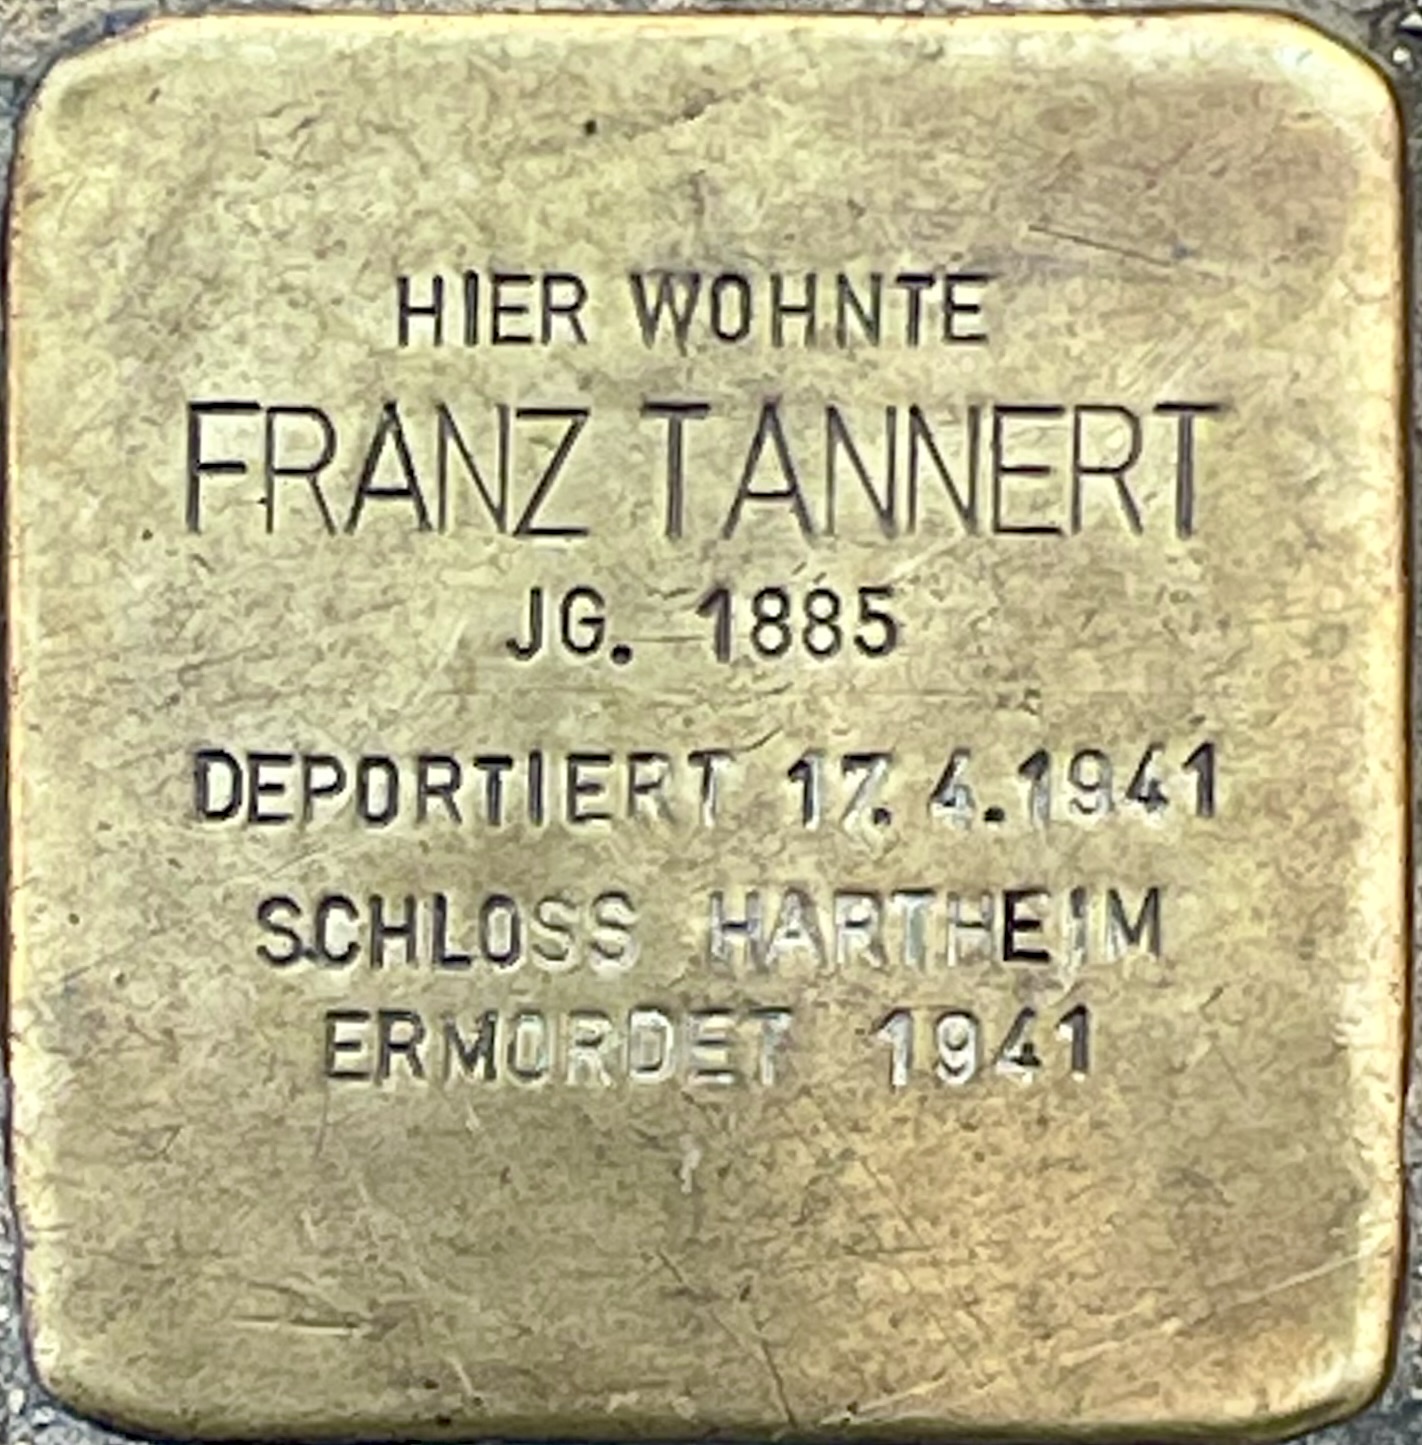 HIER WOHNTE
FRANZ TANNERT
JG. 1885
DEPORTIERT 17.4.1941
SCHLOSS HARTHEIM
ERMORDET 1941